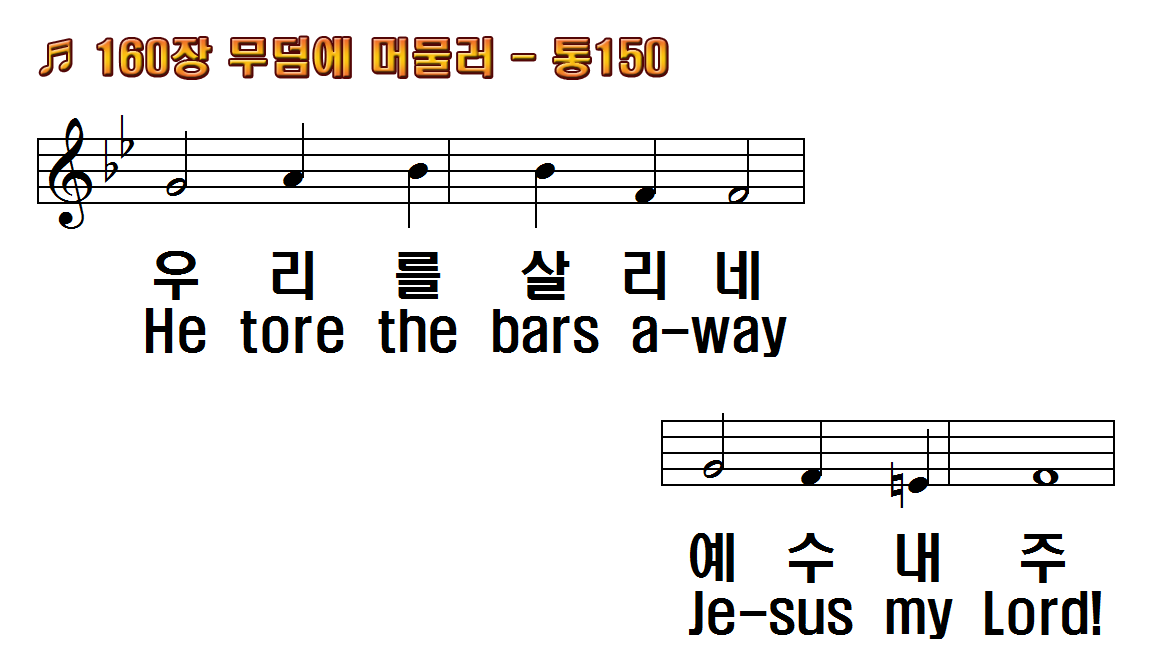 ♬ 160장 무덤에 머물러 - 통150
우 리 를 살 리 네
He tore the bars a-way
예 수 내 주
Je-sus my Lord!